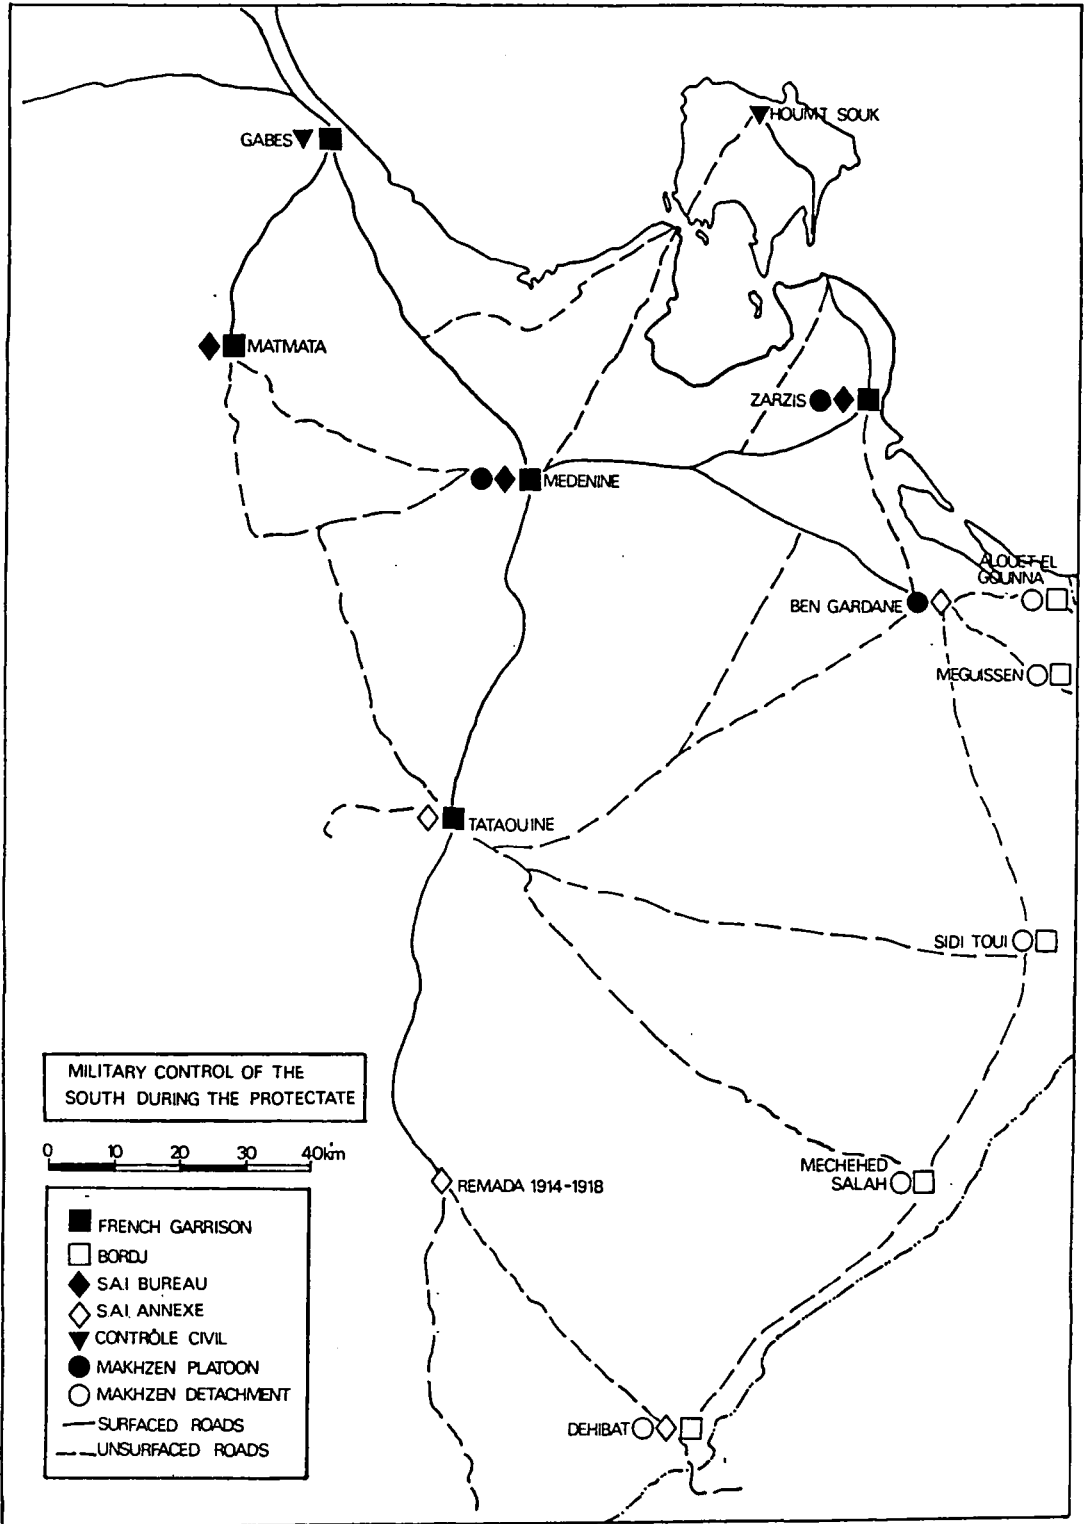 HOUMT SOUK
GABES
MATMATA
ZARZIS
MEDENINE
ALOUET EL
GOUNNA
BEN GARDANE
MEGUISSEN
TATAOUINE
SIDI TOUI
MILITARY CONTROL OF THE
SOUTH DURING THE PROTECTATE
0 10 20 30 40km
MECHEHED
SALAH
REMADA 1914-1918
FRENCH GARRISON
BORDJ
S.A.I BUREAU
S.A.I. ANNEXE
CONTRÔLE CIVIL
MAKHZEN PLATOON
MAKHZEN DETACHMENT
SURFACED ROADS
UNSURFACED ROADS
DEHIBAT